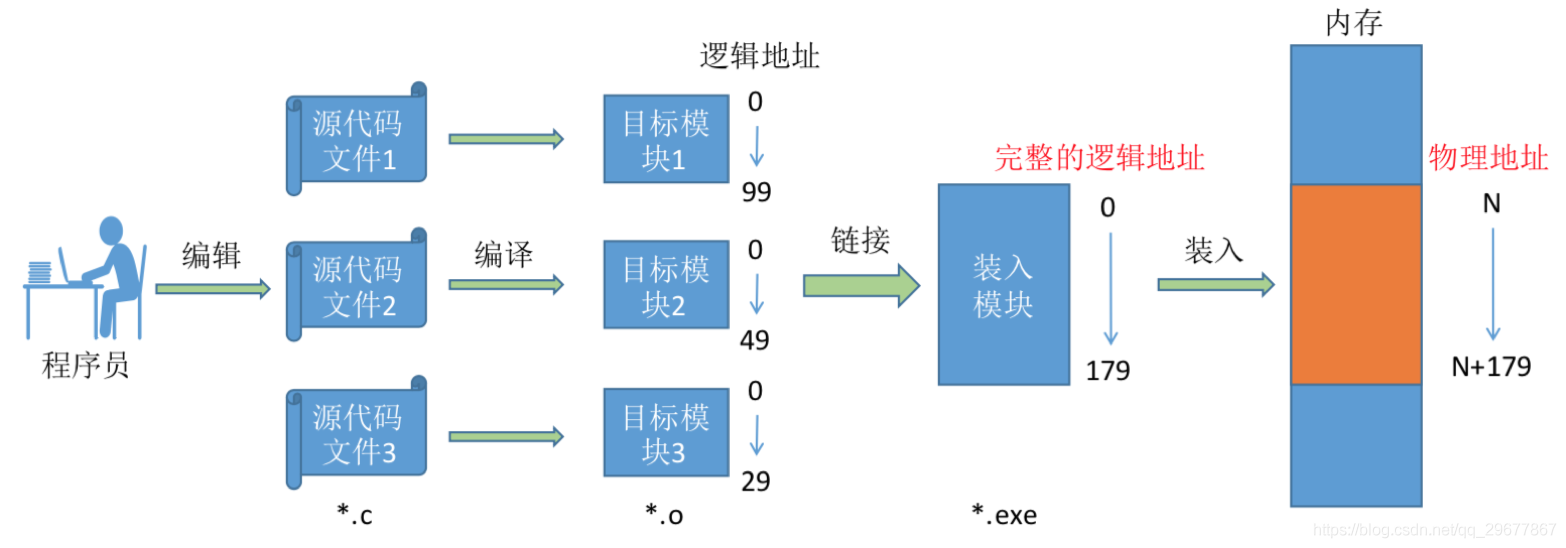 内存
逻辑地址
源代码
文件1
目标模
块1
0
99
完整的逻辑地址
物理地址
程序员
编辑
源代码
文件2
编译
目标模
块2
0
49
链接
装入
模块
0
179
装入
N
N+179
源代码
文件3
目标模
块3
0
29
*.c
*.o
*.exe
https://blog.csdn.net/qq_29677867